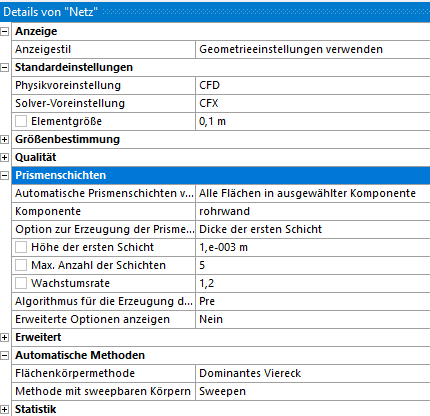 Details von "Netz"
Anzeige
Anzeigestil Geometrieeinstellungen verwenden
Standardeinstellungen
Physikvoreinstellung CFD
Solver-Voreinstellung CFX
Elementgröße 0,1 m
Größenbestimmung
Qualität
Prismenschichten
Automatische Prismenschichten v... Alle Flächen in ausgewählter Komponente
Komponente rohrwand
Option zur Erzeugung der Prisme... Dicke der ersten Schicht
Höhe der ersten Schicht 1,e-003 m
Max. Anzahl der Schichten 5
Wachstumsrate 1,2
Algorithmus für die Erzeugung d... Pre
Erweiterte Optionen anzeigen Nein
Erweitert
Automatische Methoden
Flächenkörpermethode Dominantes Viereck
Methode mit sweepbaren Körpern Sweepen
Statistik